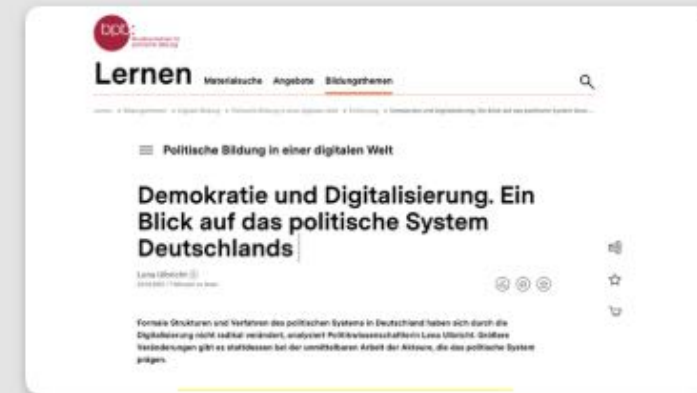 bpb:
Lernen Materialsuche Angebote Bildungsthemen
Politische Bildung in einer digitalen Welt
Demokratie und Digitalisierung. Ein
Blick auf das politische System
Deutschlands
Lena Ulbricht
Formale Strukturen und Verfahren des politischen Systems in Deutschland haben sich durch die
Digitalisierung nicht radikal verändert, analysiert Politikwissenschaftlerin Lena Ulbricht. Größere
Veränderungen gibt es stattdessen bei der unmittelbaren Arbeit der Akteure, die das politische System
prägen.